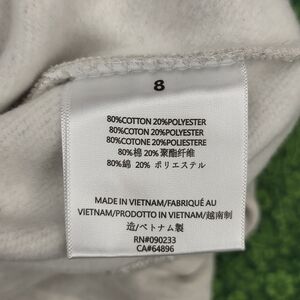 8
80%COTTON 20%POLYESTER
80%COTON 20%POLYESTER
80%COTONE 20%POLIESTERE
80%棉 20%聚酯纤维
80%綿 20% ポリエステル
MADE IN VIETNAM/FABRIQUÉ AU
VIETNAM/PRODOTTO IN VIETNAM/越南制
造/ベトナム製
RN#090233
CA#64896